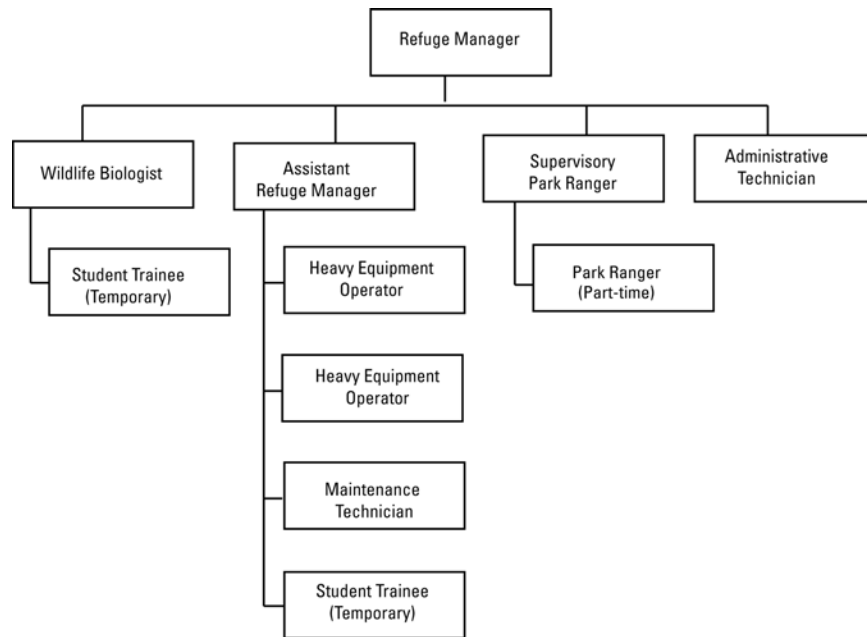 Refuge Manager
Wildlife Biologist
Assistant
Refuge Manager
Supervisory
Park Ranger
Administrative
Technician
Student Trainee
(Temporary)
Heavy Equipment
Operator
Park Ranger
(Part-time)
Heavy Equipment
Operator
Maintenance
Technician
Student Trainee
(Temporary)